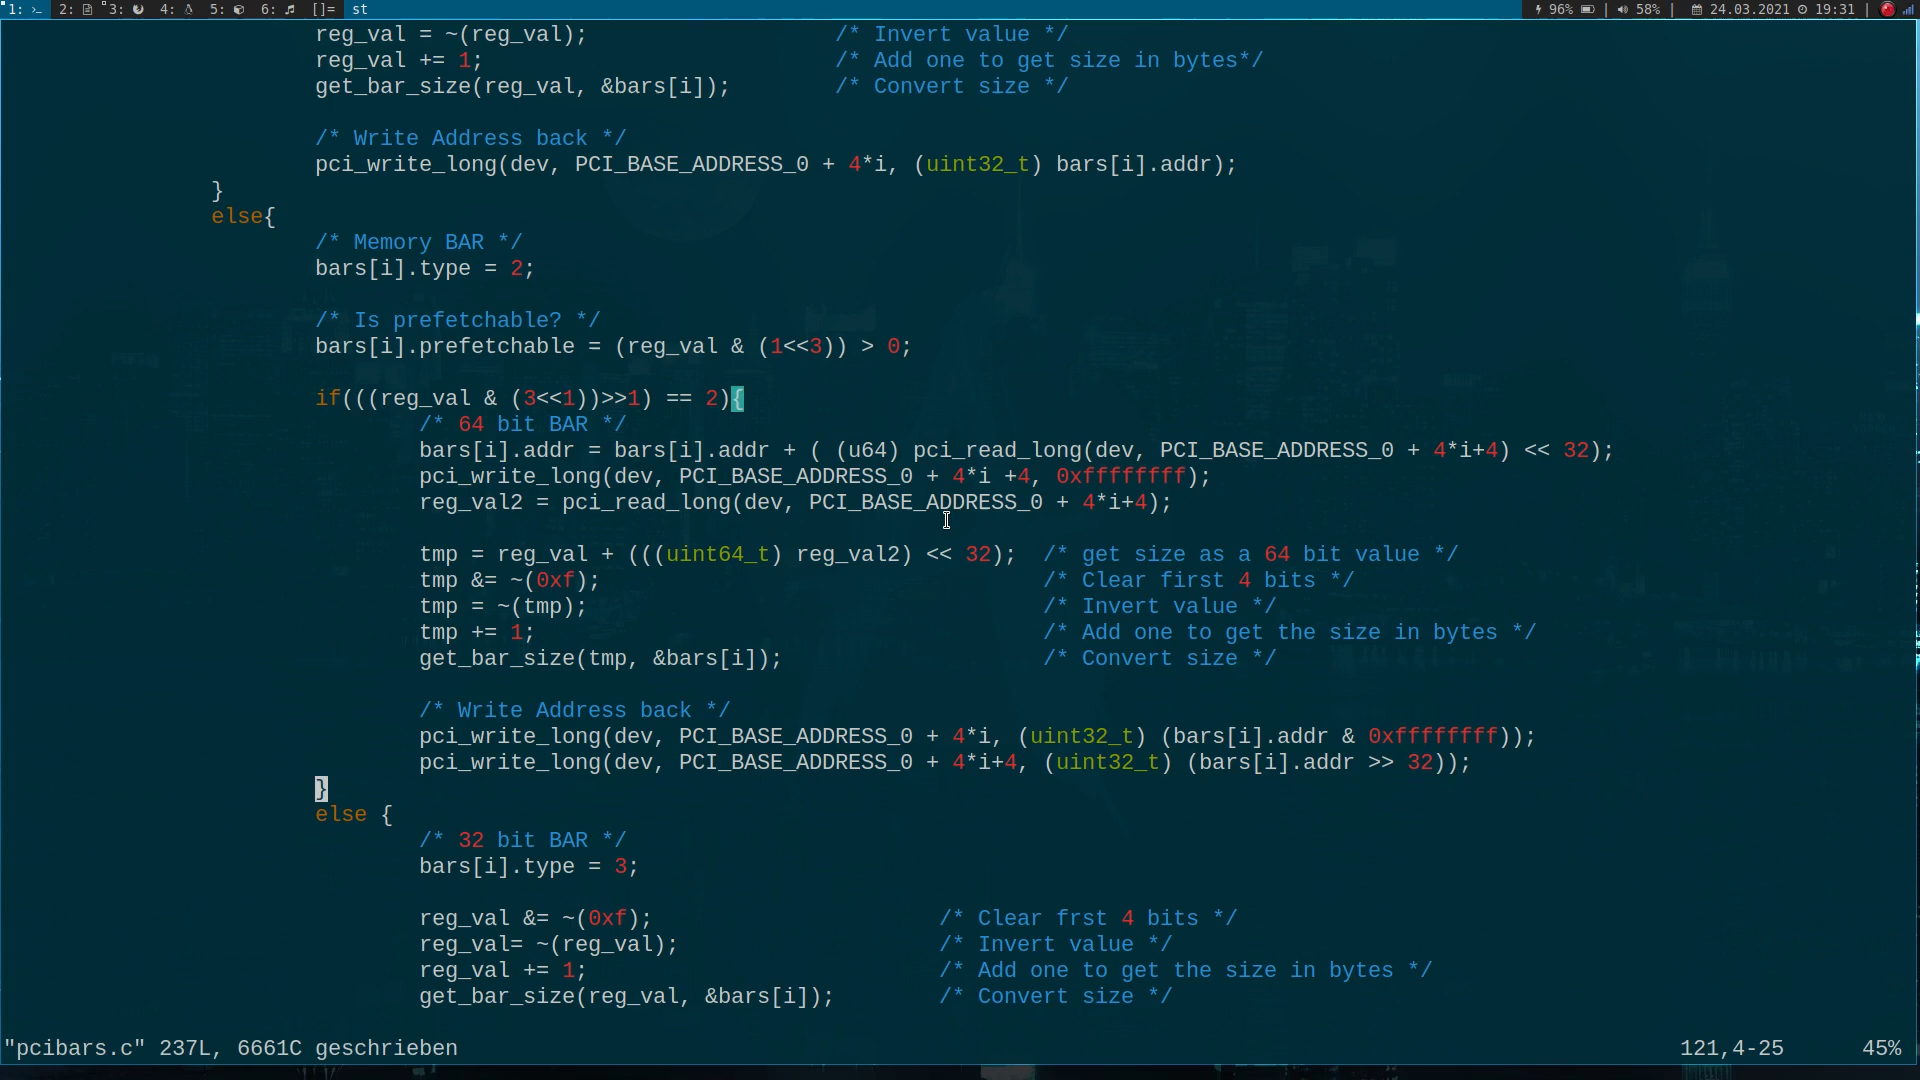 1: 2: 3: 4: 5: 6: []= st 96% | 58% | 24.03.2021 19:31 |
reg_val = ~(reg_val); /* Invert value */
reg_val += 1; /* Add one to get size in bytes*/
get_bar_size(reg_val, &bars[i]); /* Convert size */
/* Write Address back */
pci_write_long(dev, PCI_BASE_ADDRESS_0 + 4*i, (uint32_t) bars[i].addr);
}
else{
/* Memory BAR */
bars[i].type = 2;
/* Is prefetchable? */
bars[i].prefetchable = (reg_val & (1<<3)) > 0;
if(((reg_val & (3<<1))>>1) == 2){
/* 64 bit BAR */
bars[i].addr = bars[i].addr + ( (u64) pci_read_long(dev, PCI_BASE_ADDRESS_0 + 4*i+4) << 32);
pci_write_long(dev, PCI_BASE_ADDRESS_0 + 4*i +4, 0xffffffff);
reg_val2 = pci_read_long(dev, PCI_BASE_ADDRESS_0 + 4*i+4);
tmp = reg_val + (((uint64_t) reg_val2) << 32); /* get size as a 64 bit value */
tmp &= ~(0xf); /* Clear first 4 bits */
tmp = ~(tmp); /* Invert value */
tmp += 1; /* Add one to get the size in bytes */
get_bar_size(tmp, &bars[i]); /* Convert size */
/* Write Address back */
pci_write_long(dev, PCI_BASE_ADDRESS_0 + 4*i, (uint32_t) (bars[i].addr & 0xffffffff));
pci_write_long(dev, PCI_BASE_ADDRESS_0 + 4*i+4, (uint32_t) (bars[i].addr >> 32));
}
else {
/* 32 bit BAR */
bars[i].type = 3;
reg_val &= ~(0xf); /* Clear frst 4 bits */
reg_val= ~(reg_val); /* Invert value */
reg_val += 1; /* Add one to get the size in bytes */
get_bar_size(reg_val, &bars[i]); /* Convert size */
"pcibars.c" 237L, 6661C geschrieben 121,4-25 45%